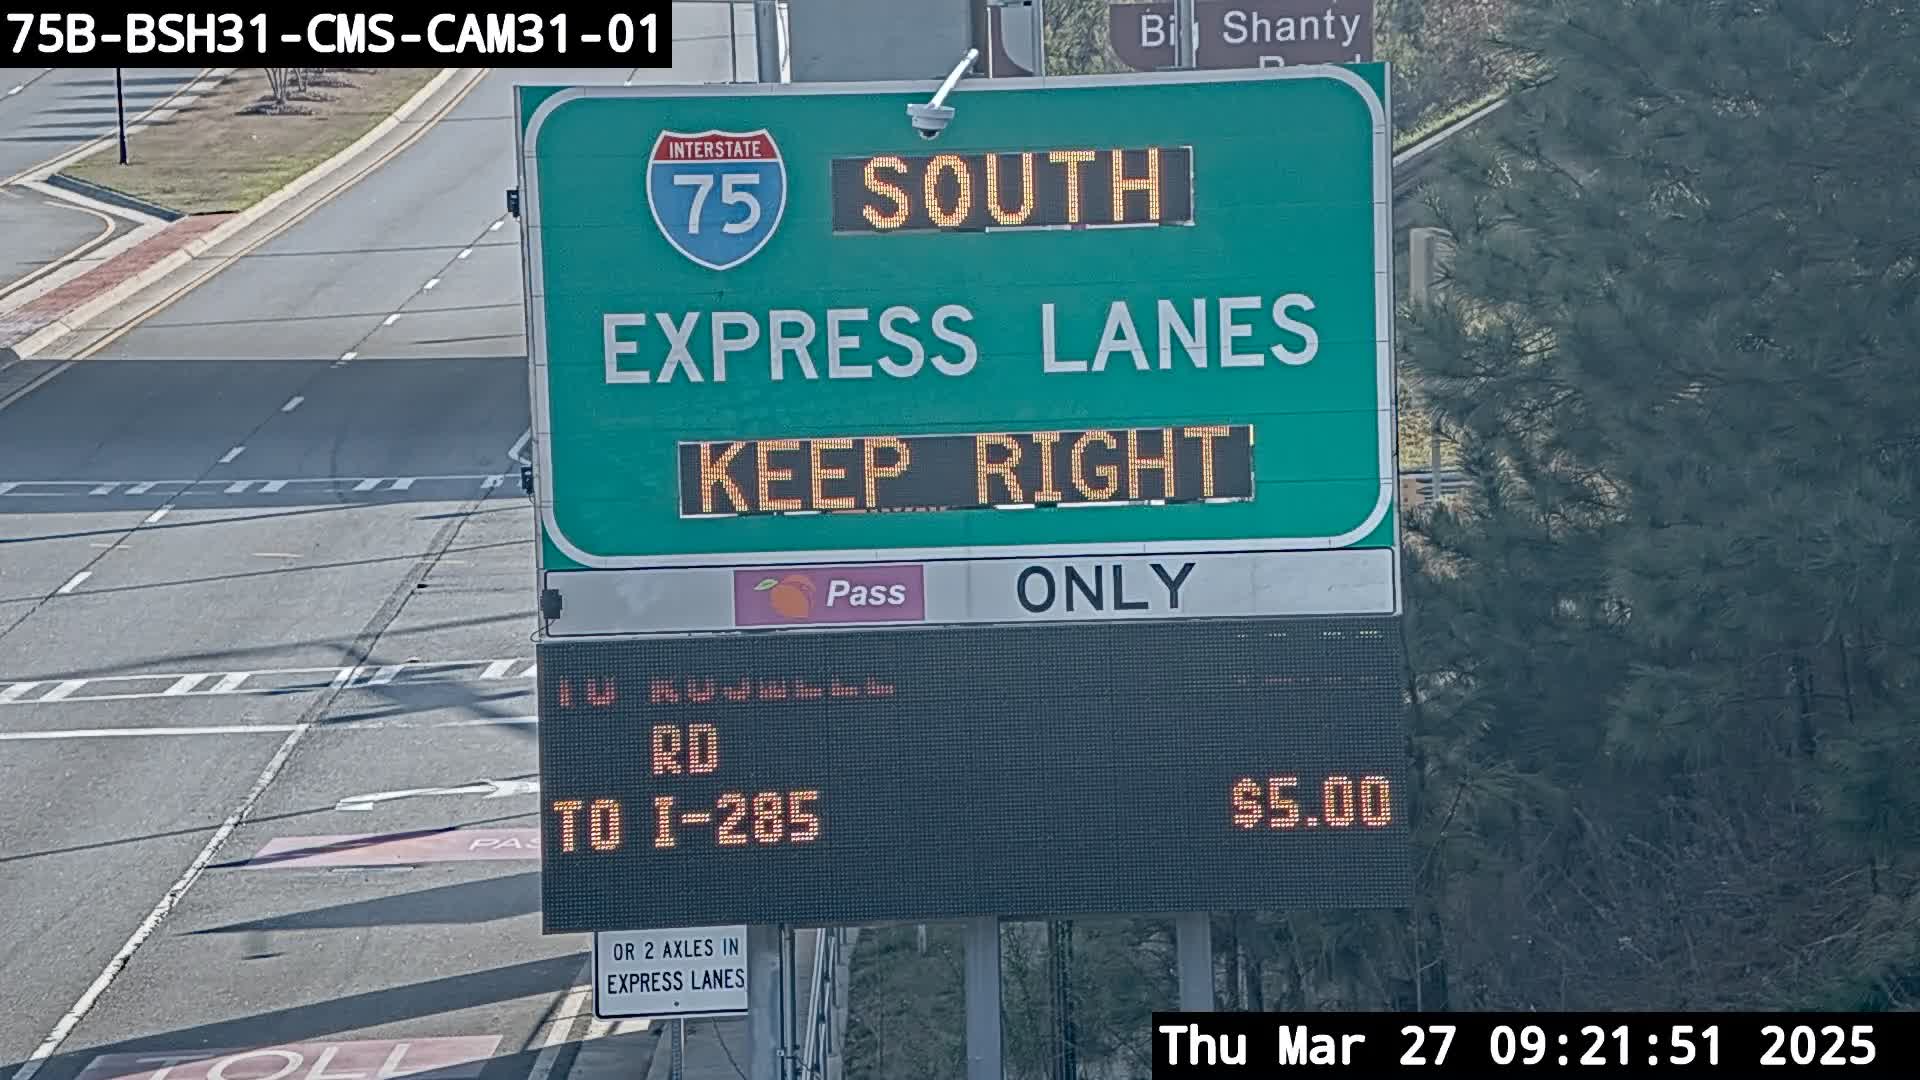 75B-BSH31-CMS-CAM31-01
Big Shanty
INTERSTATE
75
SOUTH
EXPRESS LANES
KEEP RIGHT
Pass ONLY
TO
RD
TO I-285 $5.00
OR 2 AXLES IN
EXPRESS LANES
TOLL
Thu Mar 27 09:21:51 2025